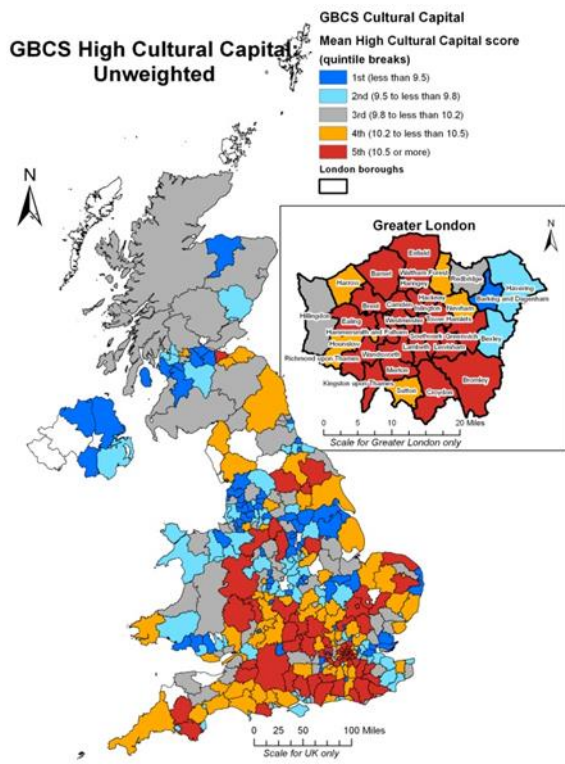 GBCS High Cultural Capital:
Unweighted
GBCS Cultural Capital
Mean High Cultural Capital score
(quintile breaks)
1st (less than 9.5)
2nd (9.5 to less than 9.8)
3rd (9.8 to less than 10.2)
4th (10.2 to less than 10.5)
5th (10.5 or more)
London boroughs
N
Greater London
N
Enfield
Barnet
Waltham Forest
Redbridge
Harrow
Haringey
Havering
Hackney
Barking and Dagenham
Brent
Camden
Islington
Newham
Hillingdon
Ealing
Westminster
Tower Hamlets
Hammersmith and Fulham
Southwark
Greenwich
Bexley
Hounslow
Lambeth
Lewisham
Richmond upon Thames
Wandsworth
Merton
Kingston upon Thames
Bromley
Sutton
Croydon
0 5 10 20 Miles
Scale for Greater London only
0 25 50 100 Miles
Scale for UK only